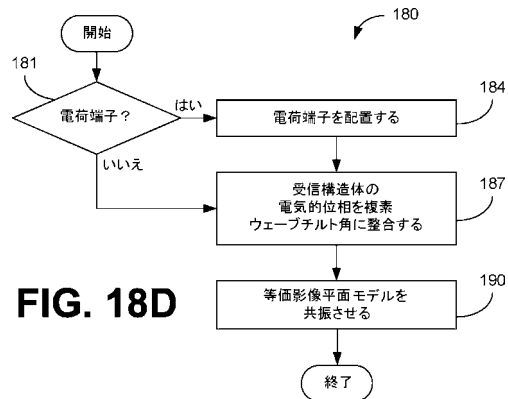 開始
180
181
電荷端子？
はい
184
電荷端子を配置する
いいえ
受信構造体の
電気的位相を複素
ウェーブチルト角に整合する
187
等価影像平面モデルを
共振させる
190
FIG. 18D
終了